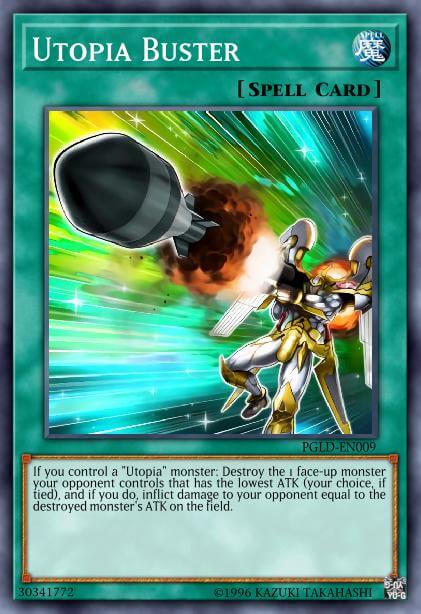 Utopia Buster
SPELL
魔
[Spell Card]
PGLD-EN009
If you control a "Utopia" monster: Destroy the 1 face-up monster
your opponent controls that has the lowest ATK (your choice, if
tied), and if you do, inflict damage to your opponent equal to the
destroyed monster's ATK on the field.
30341772
©1996 KAZUKI TAKAHASHI